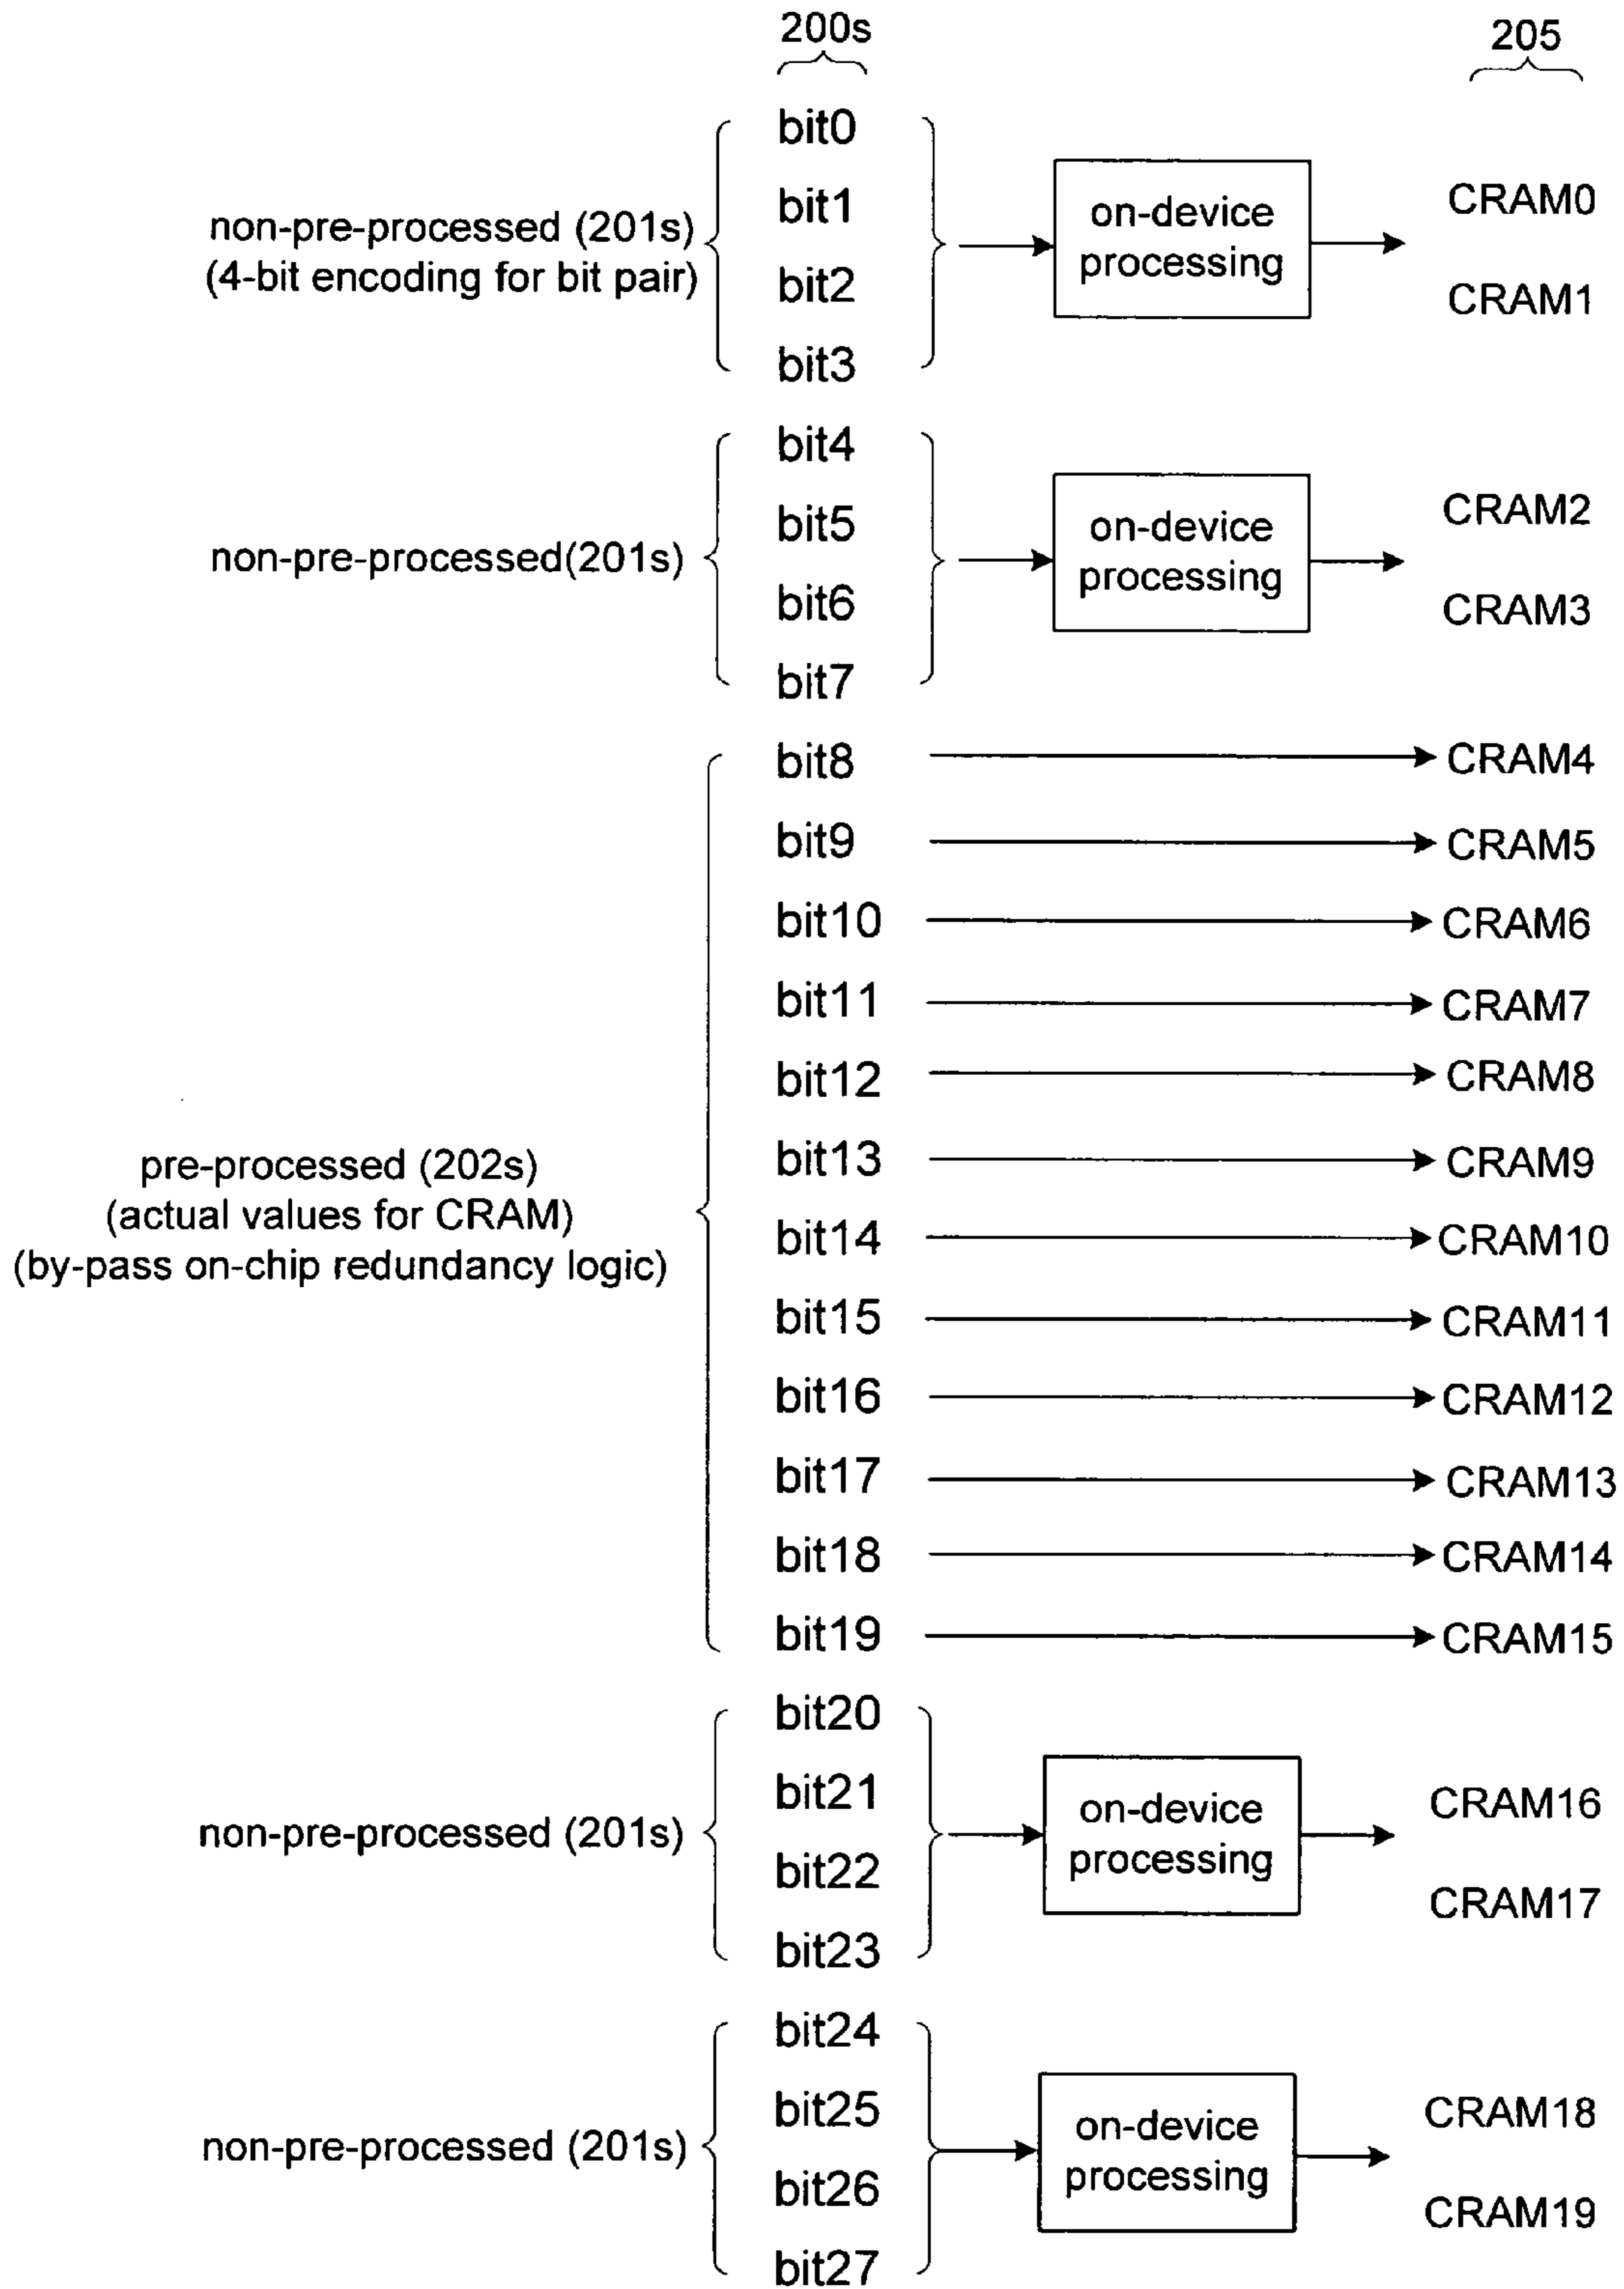 200s
205
bit0
bit1
bit2
bit3
non-pre-processed (201s)
(4-bit encoding for bit pair)
on-device
processing
CRAM0
CRAM1
bit4
bit5
bit6
bit7
non-pre-processed(201s)
on-device
processing
CRAM2
CRAM3
bit8
CRAM4
bit9
CRAM5
bit10
CRAM6
bit11
CRAM7
bit12
CRAM8
bit13
CRAM9
bit14
CRAM10
bit15
CRAM11
bit16
CRAM12
bit17
CRAM13
bit18
CRAM14
bit19
CRAM15
pre-processed (202s)
(actual values for CRAM)
(by-pass on-chip redundancy logic)
bit20
bit21
bit22
bit23
non-pre-processed (201s)
on-device
processing
CRAM16
CRAM17
bit24
bit25
bit26
bit27
non-pre-processed (201s)
on-device
processing
CRAM18
CRAM19